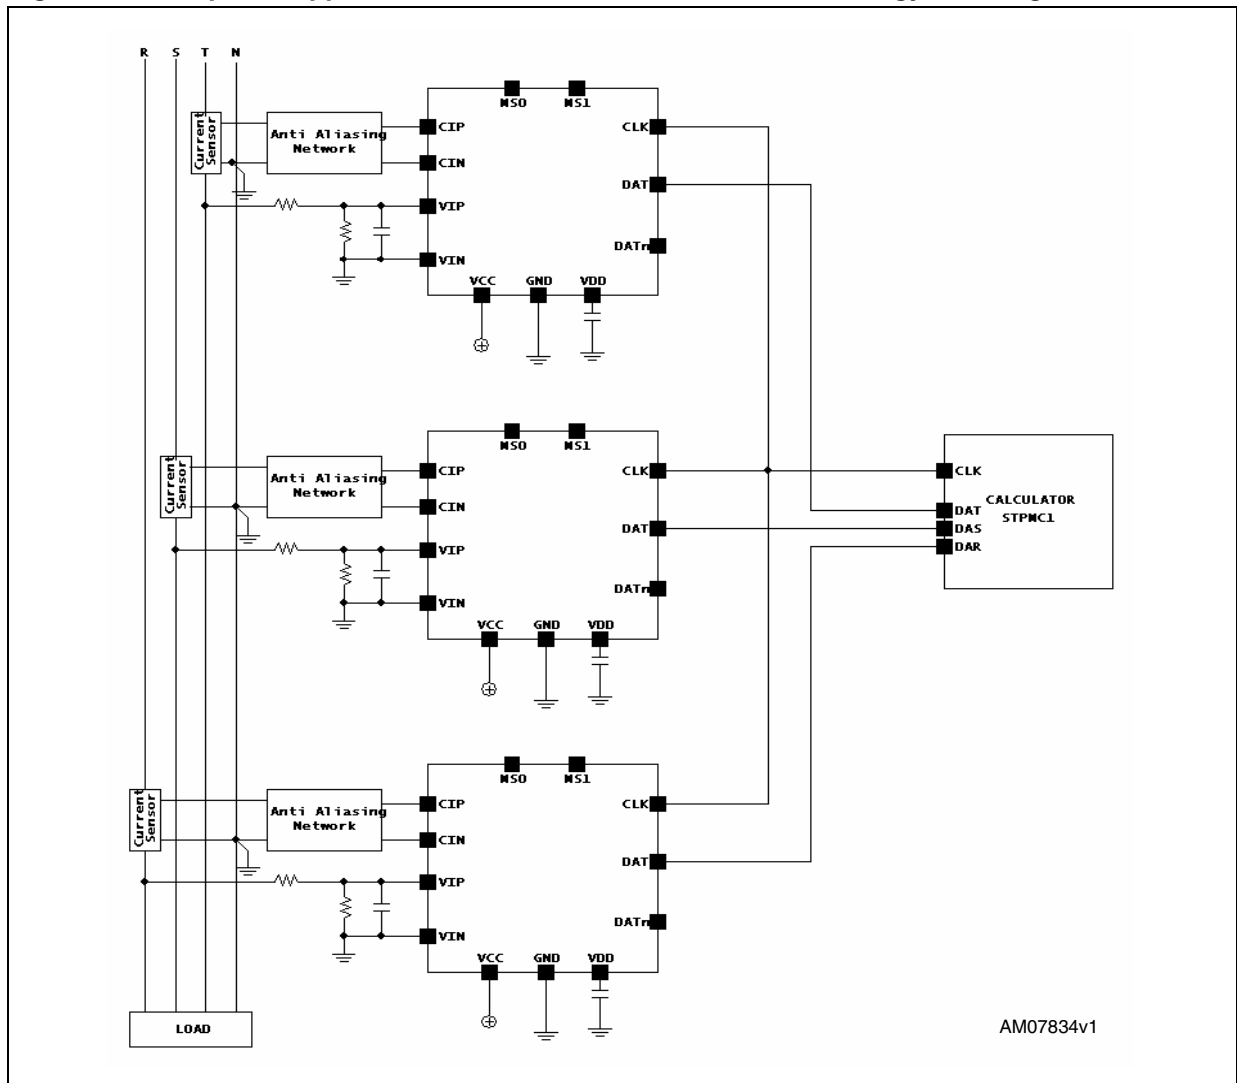 R S T N
MS0 MS1
Current
Sensor
Anti Aliasing
Network
CIP
CIN
VIP
VIN
CLK
DAT
DATn
VCC GND VDD
MS0 MS1
Current
Sensor
Anti Aliasing
Network
CIP
CIN
VIP
VIN
CLK
DAT
DATn
VCC GND VDD
CLK
DAT
DAS
DAR
CALCULATOR
STPMC1
MS0 MS1
Current
Sensor
Anti Aliasing
Network
CIP
CIN
VIP
VIN
CLK
DAT
DATn
VCC GND VDD
LOAD
AM07834v1